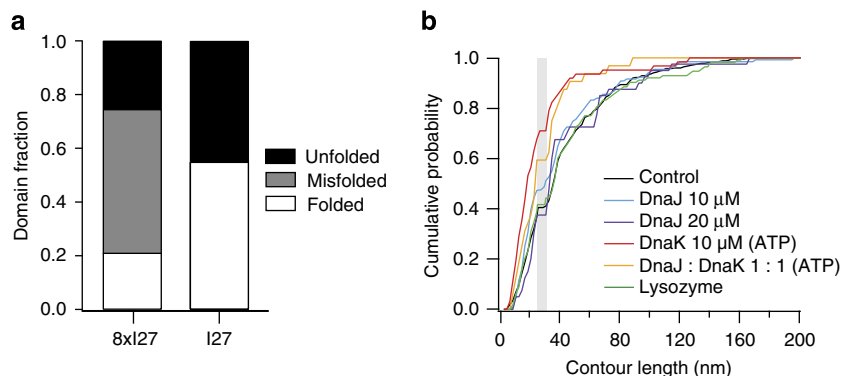 a
1.0
0.8
0.6
0.4
0.2
0.0
Domain fraction
8xI27
I27
Unfolded
Misfolded
Folded
b
1.0
0.8
0.6
0.4
0.2
0.0
Cumulative probability
Control
DnaJ 10 μM
DnaJ 20 μM
DnaK 10 μM (ATP)
DnaJ : DnaK 1 : 1 (ATP)
Lysozyme
0
40
80
120
160
200
Contour length (nm)